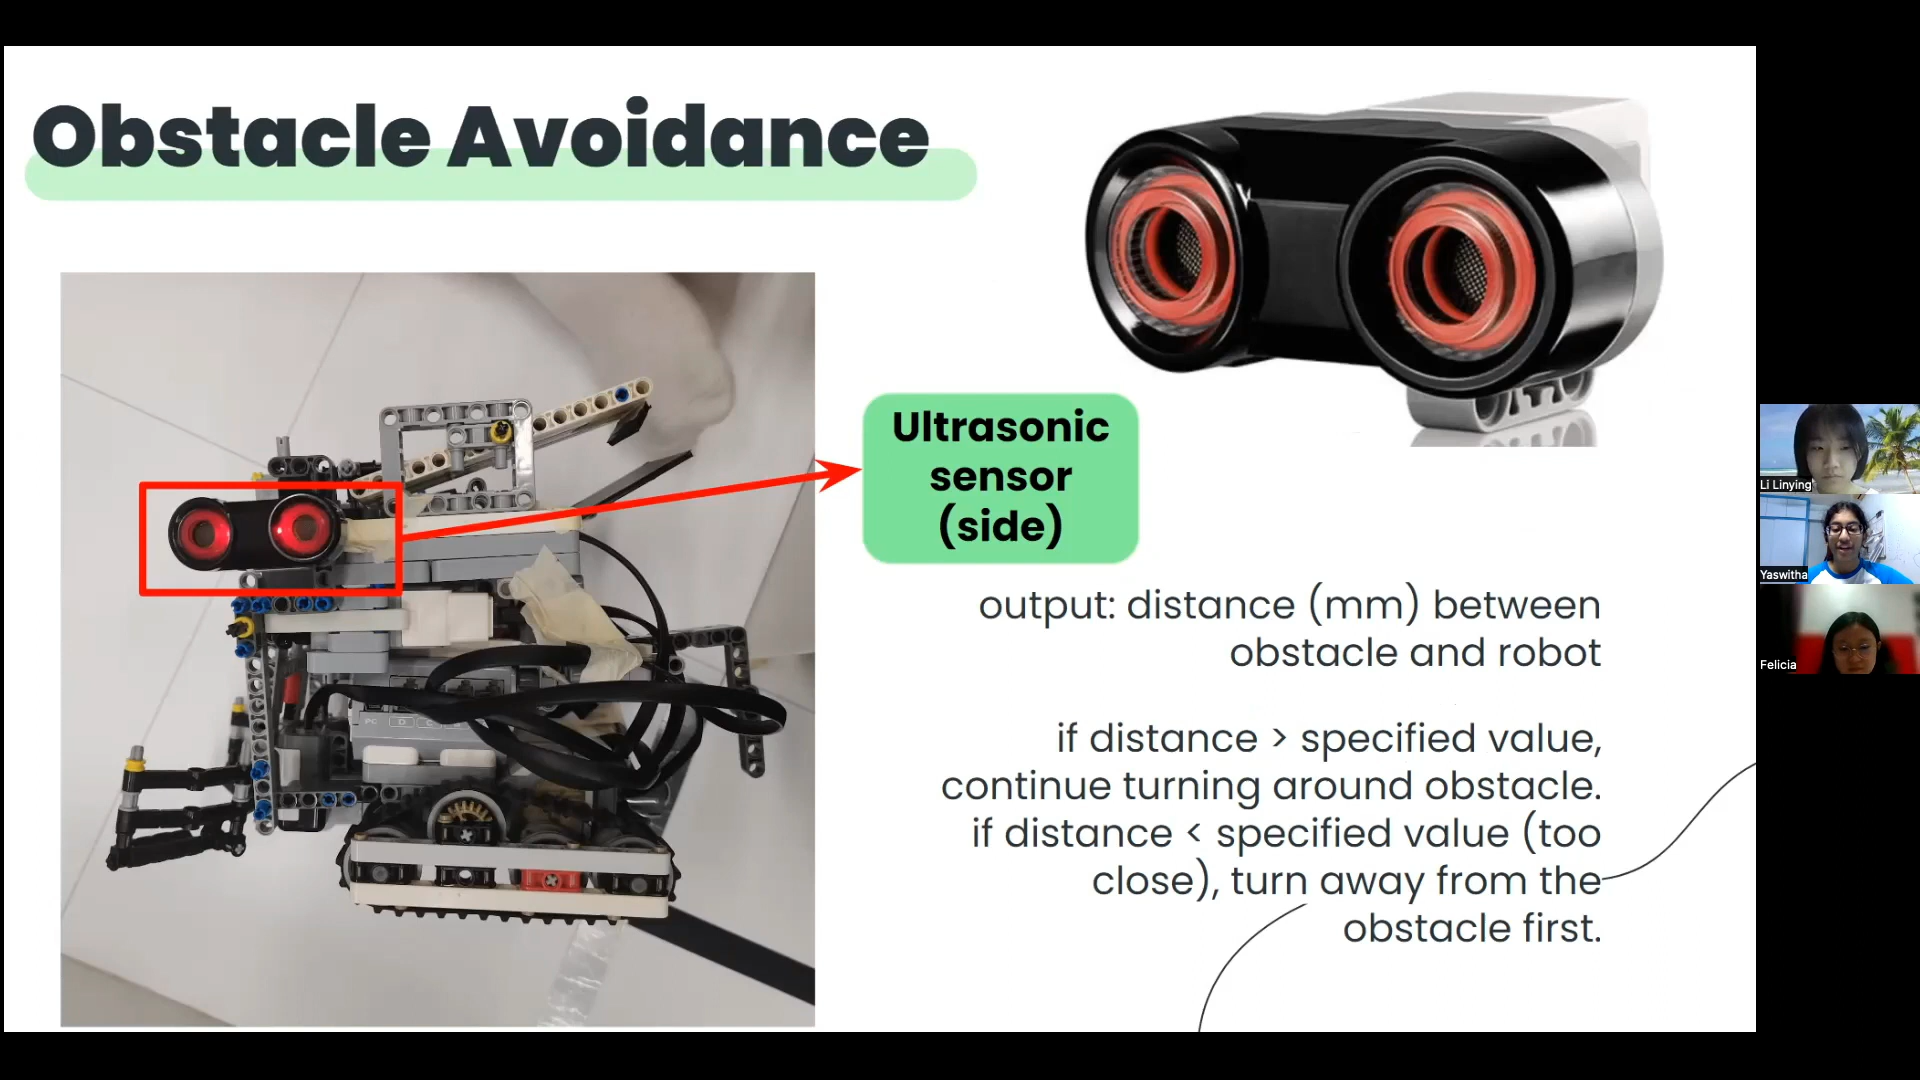 Obstacle Avoidance
Ultrasonic
sensor
(side)
output: distance (mm) between
obstacle and robot
if distance > specified value,
continue turning around obstacle.
if distance < specified value (too
close), turn away from the
obstacle first.
PC D C
Li Linying
Yaswitha
Felicia